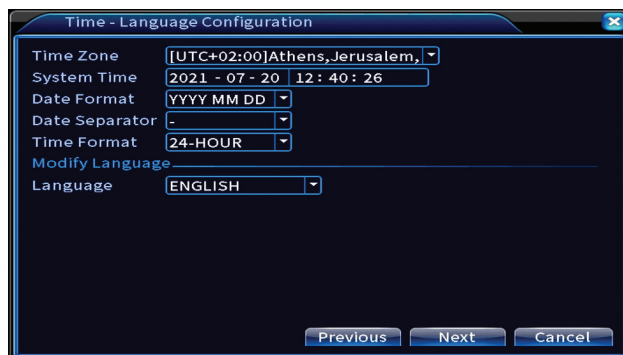 Time - Language Configuration
Time Zone [UTC+02:00]Athens,Jerusalem,
System Time 2021 - 07 - 20 12 : 40 : 26
Date Format YYYY MM DD
Date Separator -
Time Format 24-HOUR
Modify Language
Language ENGLISH
Previous Next Cancel